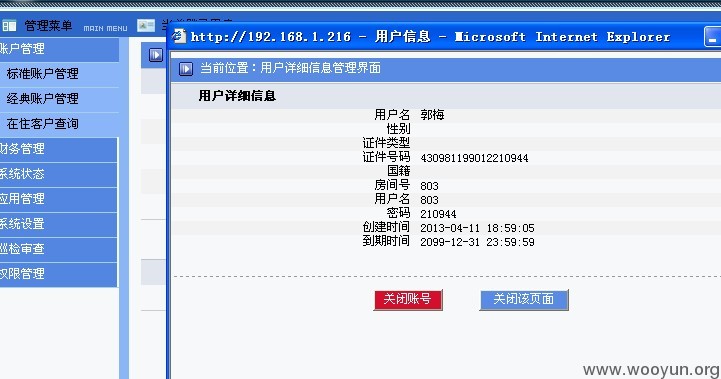 http://192.168.1.216 - 用户信息 - Microsoft Internet Explorer
管理菜单 MAIN MENU
当前位置：用户详细信息管理界面
账户管理
标准账户管理
经典账户管理
在住客户查询
财务管理
系统状态
应用管理
系统设置
巡检审查
权限管理
用户详细信息
用户名 郭梅
性别
证件类型
证件号码 430981199012210944
国籍
房间号 803
用户名 803
密码 210944
创建时间 2013-04-11 18:59:05
到期时间 2099-12-31 23:59:59
关闭账号 关闭该页面
www.wooyun.org